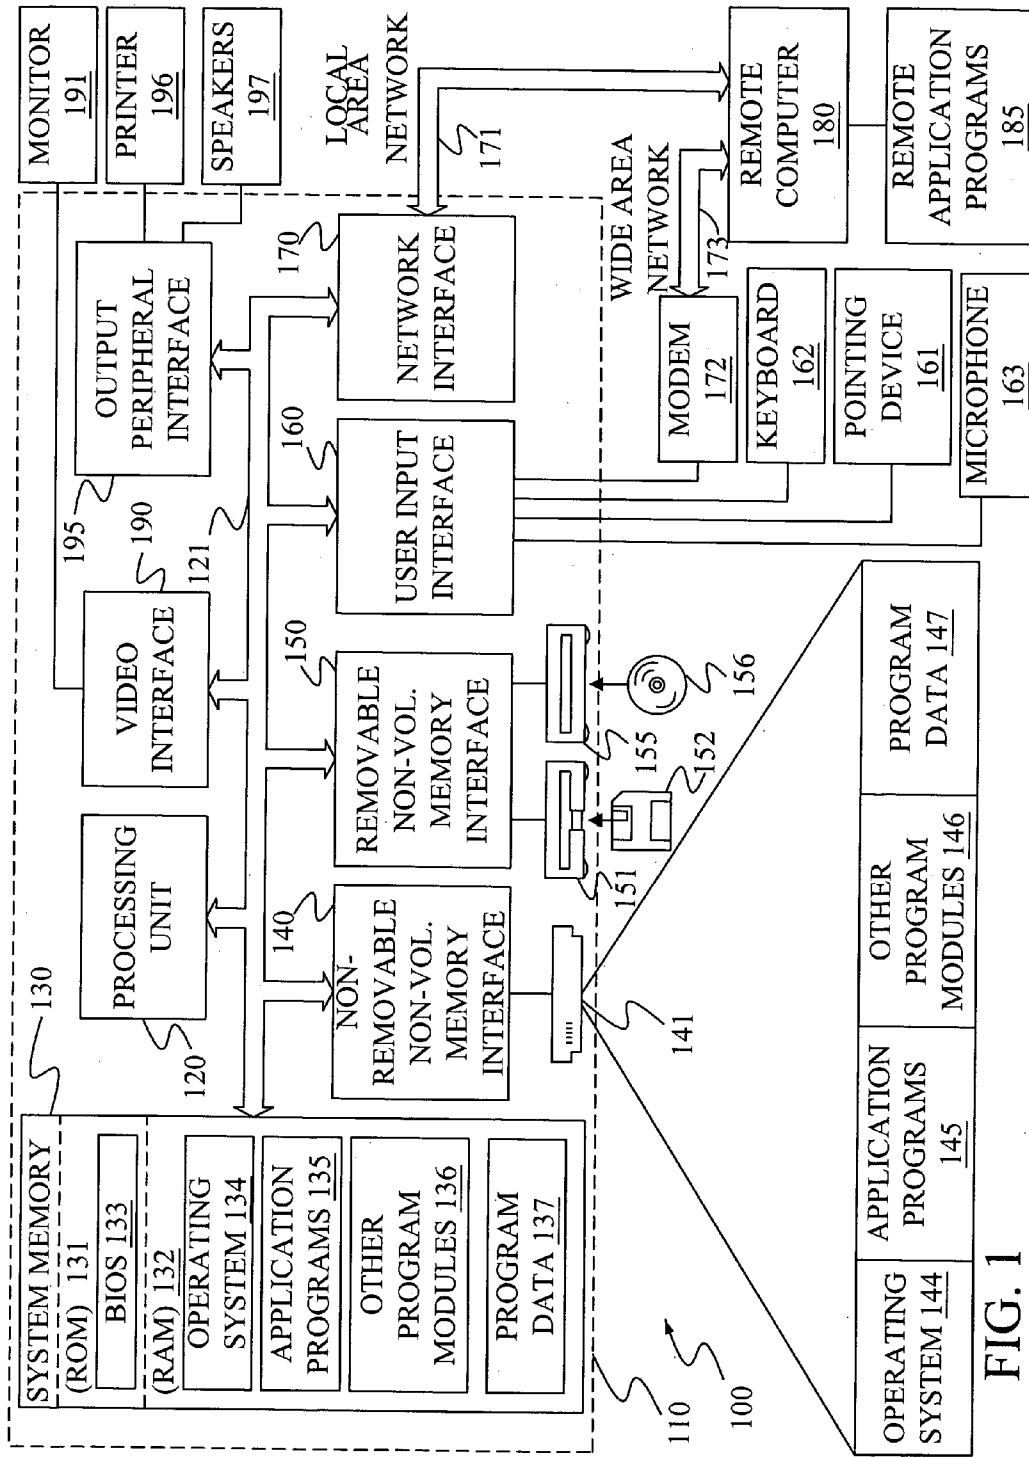 SYSTEM MEMORY
(ROM) 131
BIOS 133
(RAM) 132
OPERATING
SYSTEM 134
APPLICATION
PROGRAMS 135
OTHER
PROGRAM
MODULES 136
PROGRAM
DATA 137
130
PROCESSING
UNIT
120
VIDEO
INTERFACE
190
121
OUTPUT
PERIPHERAL
INTERFACE
195
MONITOR
191
PRINTER
196
SPEAKERS
197
NON-
REMOVABLE
NON-VOL.
MEMORY
INTERFACE
140
REMOVABLE
NON-VOL.
MEMORY
INTERFACE
150
USER INPUT
INTERFACE
160
NETWORK
INTERFACE
170
LOCAL
AREA
NETWORK
171
141
151
152
155
156
WIDE AREA
NETWORK
173
MODEM
172
KEYBOARD
162
POINTING
DEVICE
161
MICROPHONE
163
REMOTE
COMPUTER
180
REMOTE
APPLICATION
PROGRAMS
185
110
100
OPERATING
SYSTEM 144
APPLICATION
PROGRAMS
145
OTHER
PROGRAM
MODULES 146
PROGRAM
DATA 147
FIG. 1